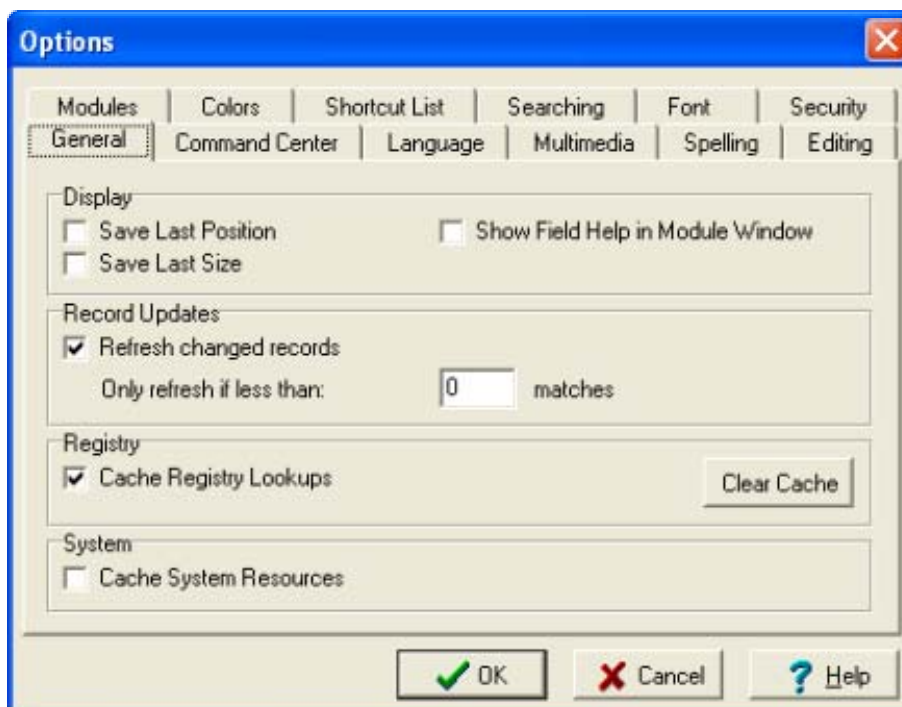 Options
Modules Colors Shortcut List Searching Font Security
General Command Center Language Multimedia Spelling Editing
Display
Save Last Position Show Field Help in Module Window
Save Last Size
Record Updates
Refresh changed records
Only refresh if less than: 0 matches
Registry
Cache Registry Lookups Clear Cache
System
Cache System Resources
OK Cancel ? Help